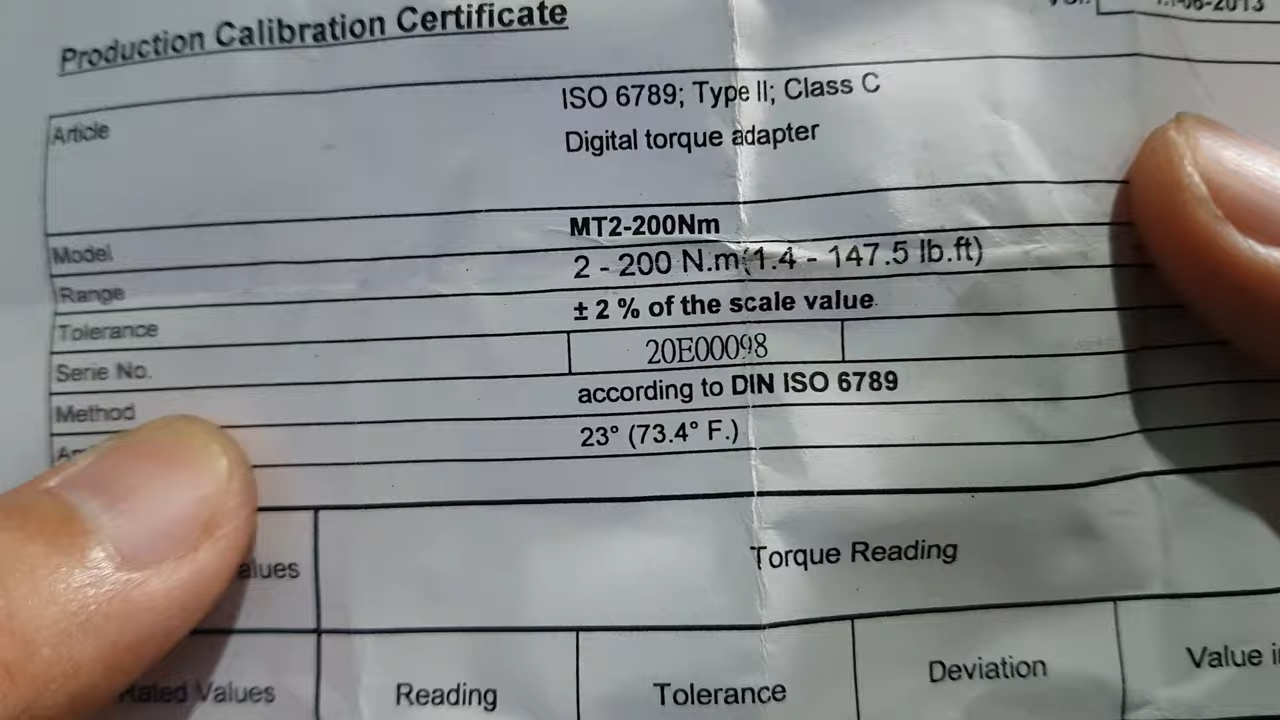 Production Calibration Certificate
Article
ISO 6789; Type II; Class C
Digital torque adapter
Model MT2-200Nm
Range 2 - 200 N.m(1.4 - 147.5 lb.ft)
Tolerance ± 2 % of the scale value
Serie No. 20E00098
Method according to DIN ISO 6789
23° (73.4° F.)
Torque Reading
Values
Reading Tolerance Deviation Value